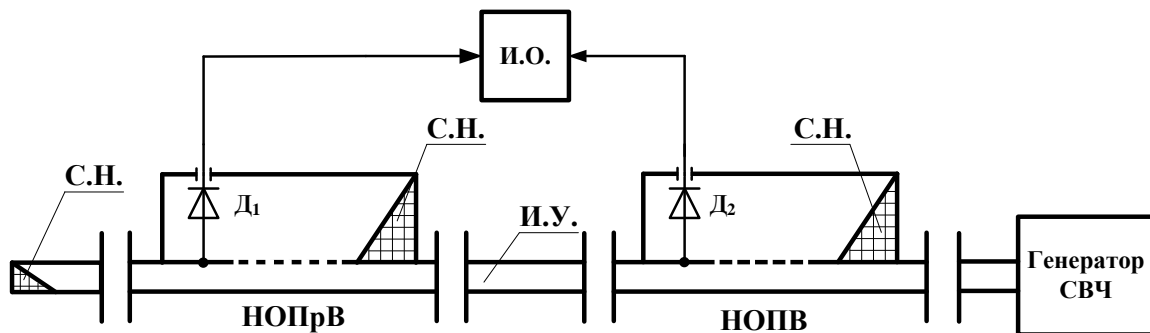 И.О.
С.Н.
С.Н.
С.Н.
Д₁
И.У.
Д₂
Генератор
СВЧ
НОПрВ
НОПВ